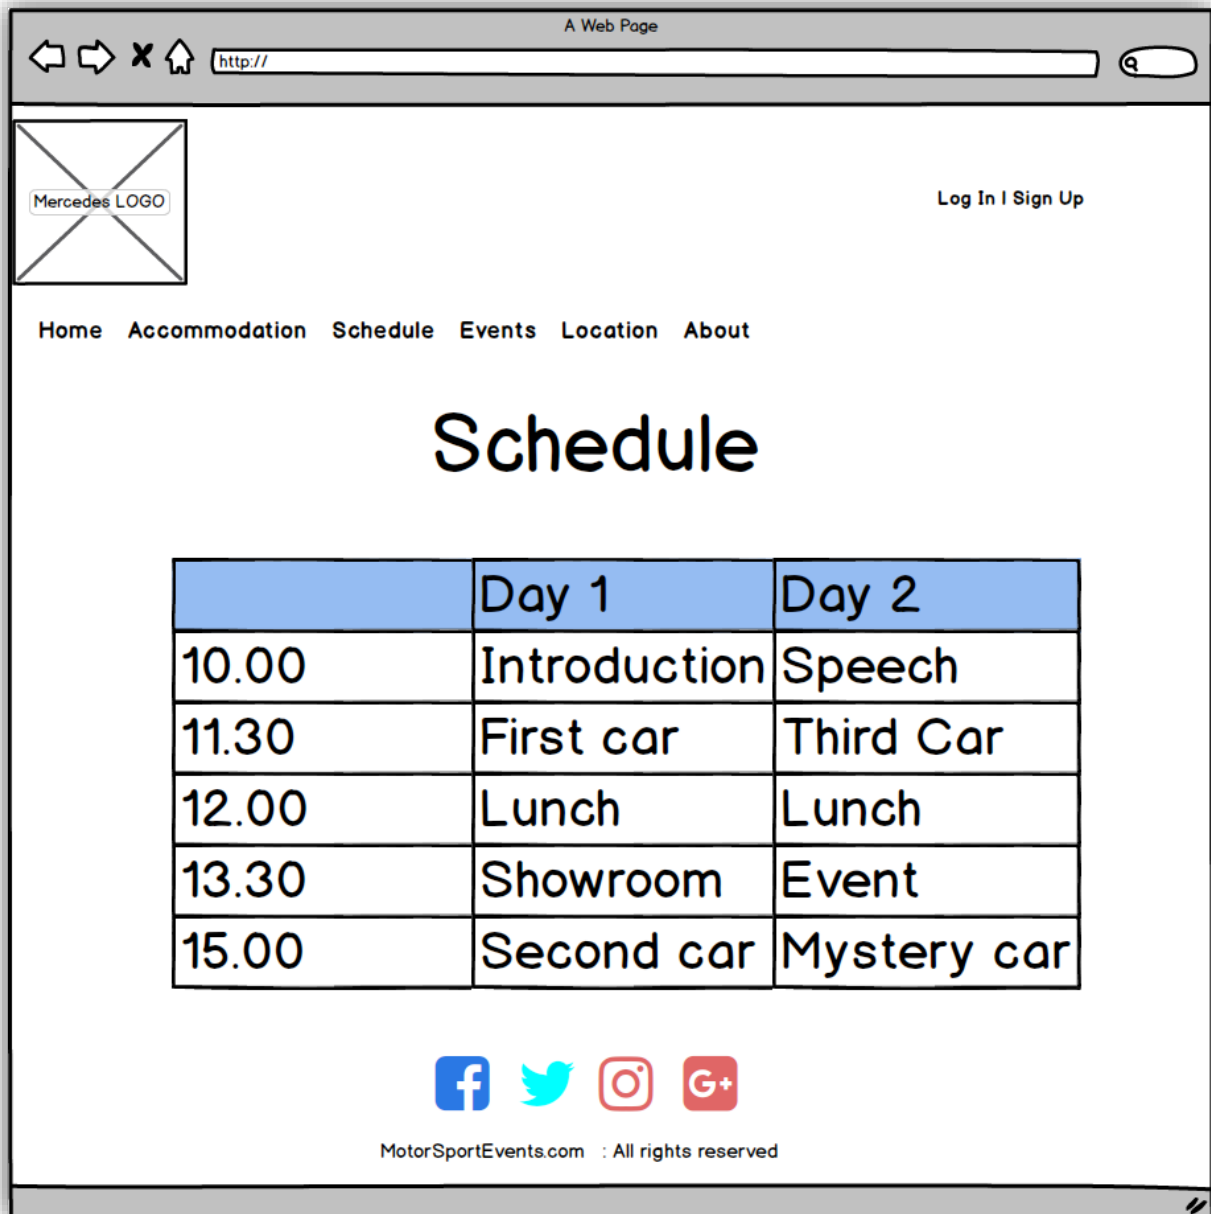 A Web Page
http://
Mercedes LOGO
Log In | Sign Up
Home Accommodation Schedule Events Location About
Schedule
Day 1 Day 2
10.00 Introduction Speech
11.30 First car Third Car
12.00 Lunch Lunch
13.30 Showroom Event
15.00 Second car Mystery car
f
G+
MotorSportEvents.com : All rights reserved